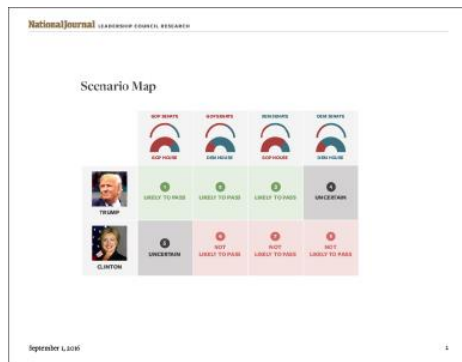 NationalJournal LEADERSHIP COUNCIL RESEARCH
Scenario Map
GOP SENATE
GOP SENATE
DEM SENATE
DEM SENATE
GOP HOUSE
DEM HOUSE
GOP HOUSE
DEM HOUSE
1
2
3
4
LIKELY TO PASS
LIKELY TO PASS
LIKELY TO PASS
UNCERTAIN
TRUMP
5
6
7
8
UNCERTAIN
NOT
LIKELY TO PASS
NOT
LIKELY TO PASS
NOT
LIKELY TO PASS
CLINTON
September 1, 2016
1